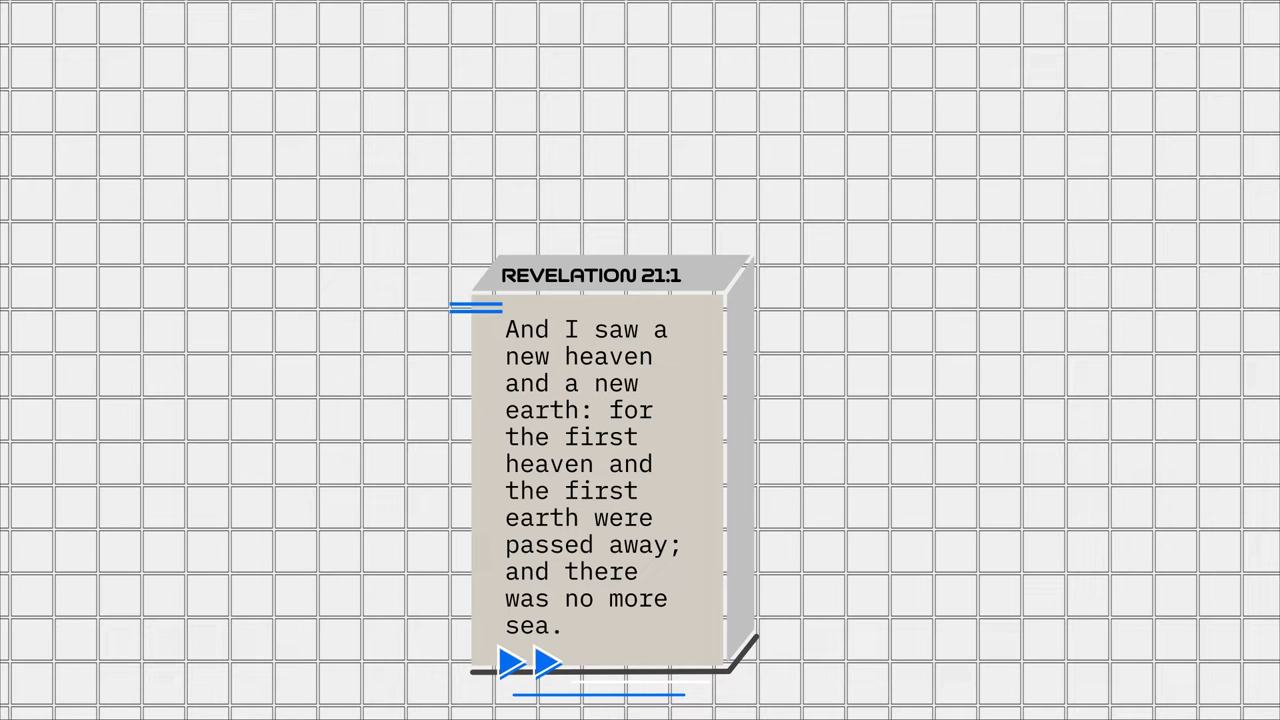 REVELATION 21:1
And I saw a
new heaven
and a new
earth: for
the first
heaven and
the first
earth were
passed away;
and there
was no more
sea.